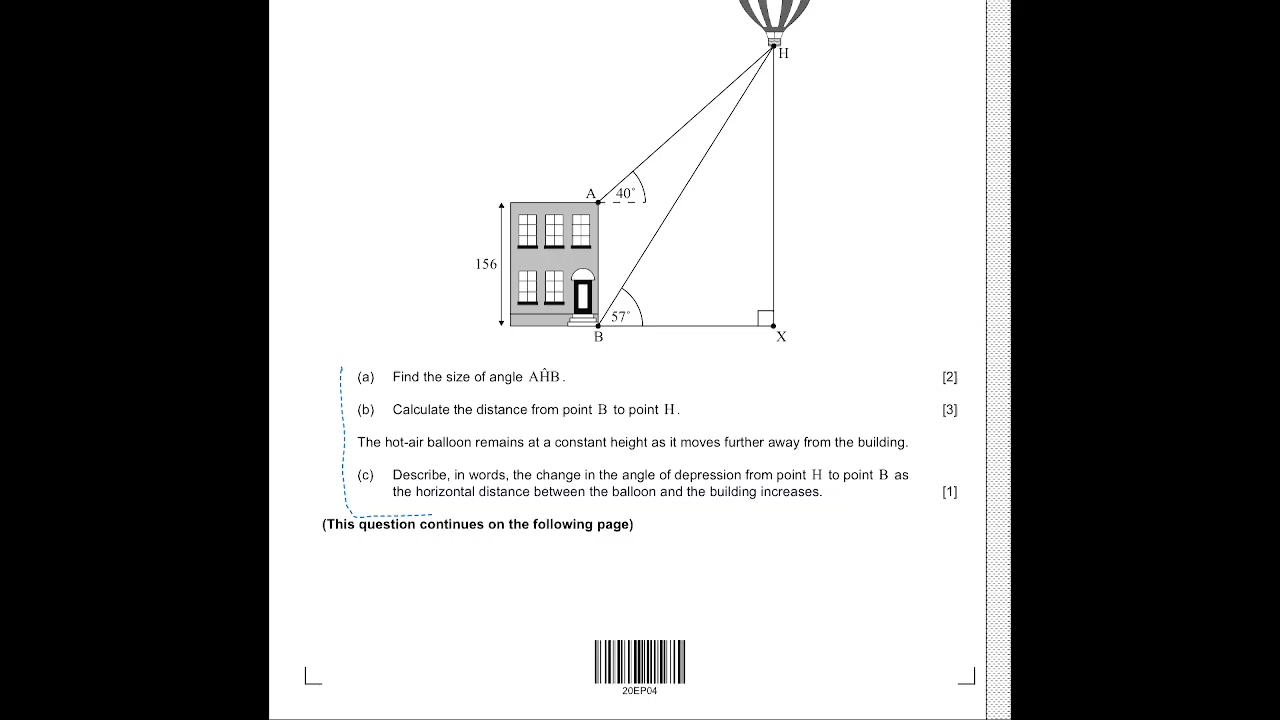 H
A
40°
156
57°
B
X
(a) Find the size of angle AĤB. [2]
(b) Calculate the distance from point B to point H. [3]
The hot-air balloon remains at a constant height as it moves further away from the building.
(c) Describe, in words, the change in the angle of depression from point H to point B as
the horizontal distance between the balloon and the building increases. [1]
(This question continues on the following page)
20EP04